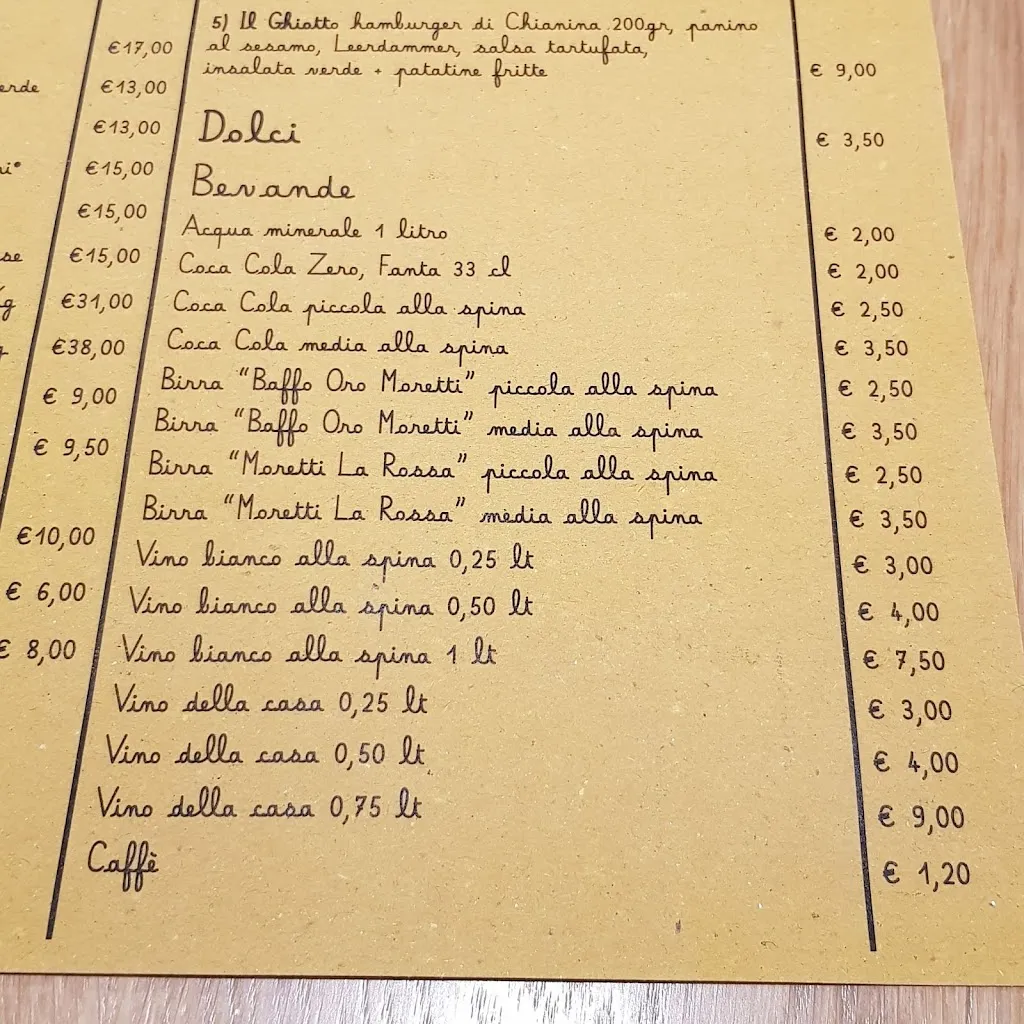 €17,00
€13,00
€13,00
€15,00
€15,00
€15,00
€31,00
€38,00
€ 9,00
€ 9,50
€10,00
€ 6,00
€ 8,00
5) Il Ghiotto hamburger di Chianina 200gr, panino
al sesamo, Leerdammer, salsa tartufata,
insalata verde + patatine fritte € 9,00
Dolci € 3,50
Bevande
Acqua minerale 1 litro € 2,00
Coca Cola Zero, Fanta 33 cl € 2,00
Coca Cola piccola alla spina € 2,50
Coca Cola media alla spina € 3,50
Birra "Baffo Oro Moretti" piccola alla spina € 2,50
Birra "Baffo Oro Moretti" media alla spina € 3,50
Birra "Moretti La Rossa" piccola alla spina € 2,50
Birra "Moretti La Rossa" media alla spina € 3,50
Vino bianco alla spina 0,25 lt € 3,00
Vino bianco alla spina 0,50 lt € 4,00
Vino bianco alla spina 1 lt € 7,50
Vino della casa 0,25 lt € 3,00
Vino della casa 0,50 lt € 4,00
Vino della casa 0,75 lt € 9,00
Caffè € 1,20